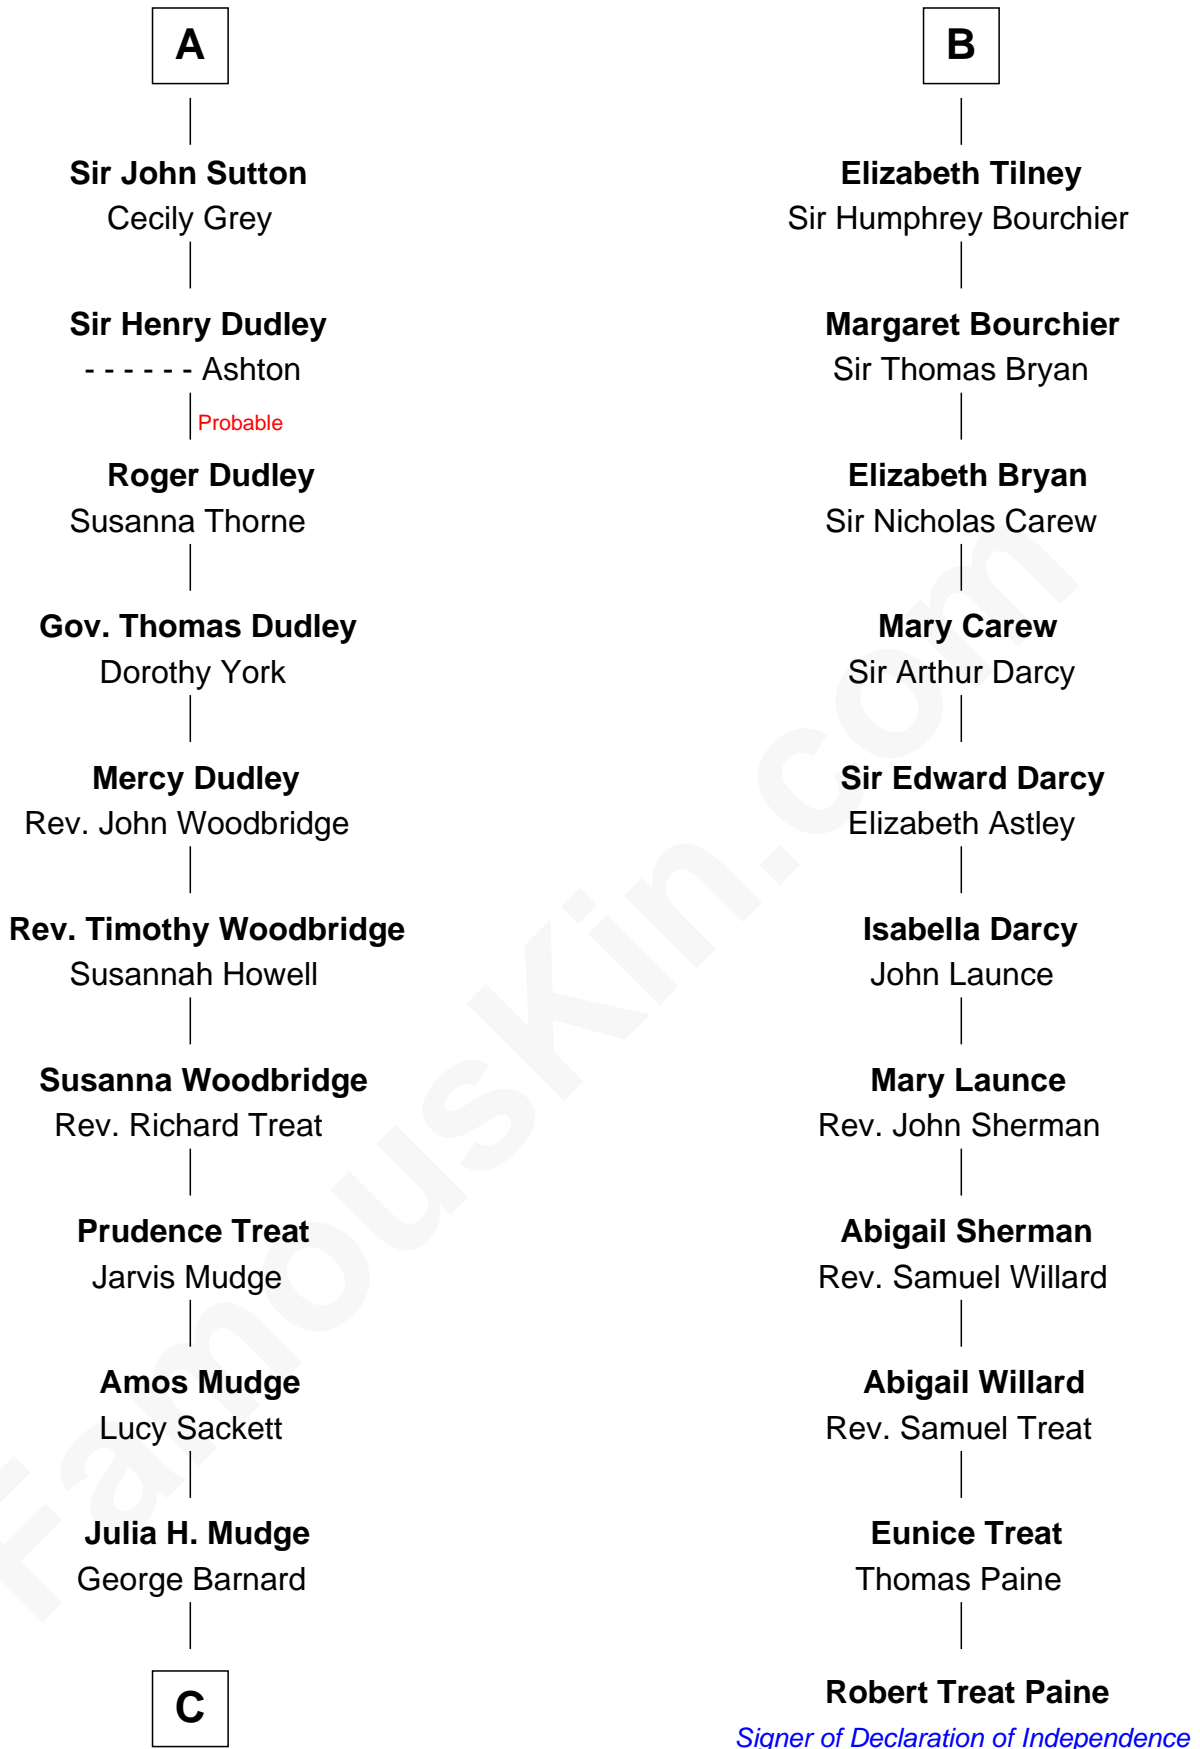 A
Sir John Sutton
Cecily Grey
Sir Henry Dudley
- - - - - - Ashton
Probable
Roger Dudley
Susanna Thorne
Gov. Thomas Dudley
Dorothy York
Mercy Dudley
Rev. John Woodbridge
Rev. Timothy Woodbridge
Susannah Howell
Susanna Woodbridge
Rev. Richard Treat
Prudence Treat
Jarvis Mudge
Amos Mudge
Lucy Sackett
Julia H. Mudge
George Barnard
C
B
Elizabeth Tilney
Sir Humphrey Bourchier
Margaret Bourchier
Sir Thomas Bryan
Elizabeth Bryan
Sir Nicholas Carew
Mary Carew
Sir Arthur Darcy
Sir Edward Darcy
Elizabeth Astley
Isabella Darcy
John Launce
Mary Launce
Rev. John Sherman
Abigail Sherman
Rev. Samuel Willard
Abigail Willard
Rev. Samuel Treat
Eunice Treat
Thomas Paine
Robert Treat Paine
Signer of Declaration of Independence
FamousKin.com